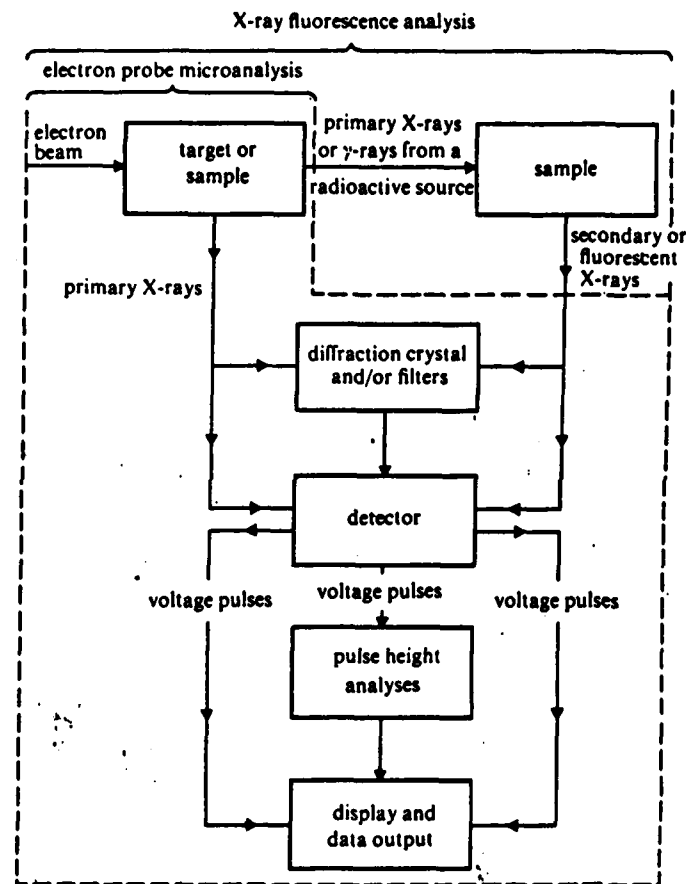 X-ray fluorescence analysis
electron probe microanalysis
electron
beam
target or
sample
primary X-rays
or γ-rays from a
radioactive source
sample
secondary or
fluorescent
X-rays
primary X-rays
diffraction crystal
and/or filters
detector
voltage pulses
voltage pulses
voltage pulses
pulse height
analyses
display and
data output